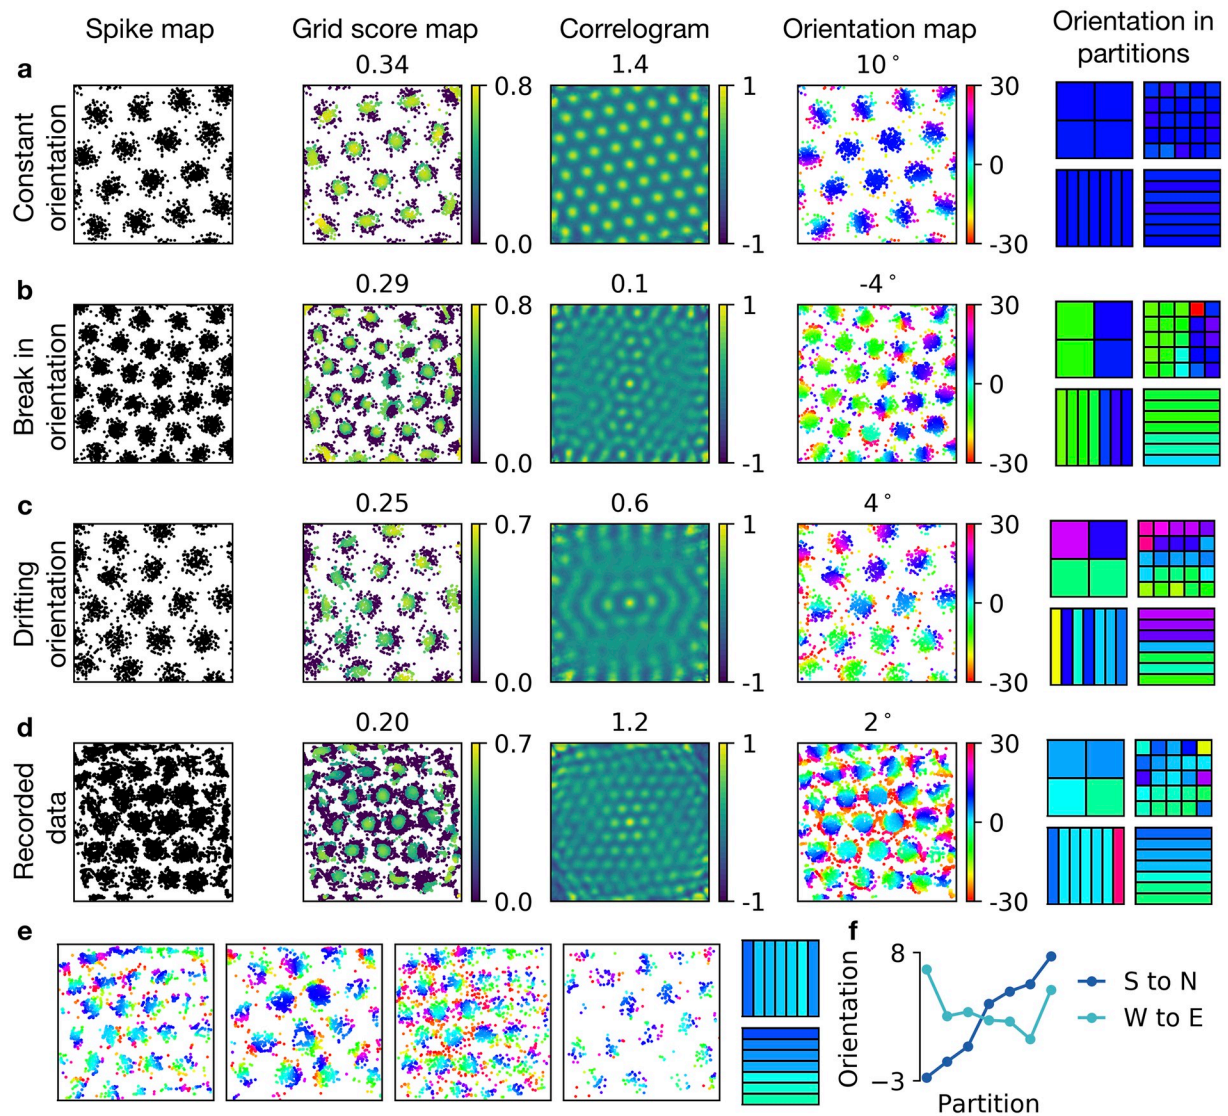 Spike map Grid score map Correlogram Orientation map Orientation in
partitions
a 0.34 1.4 10°
Constant
orientation
0.8 1 30
0
0.0 -1 -30
b 0.29 0.1 -4°
Break in
orientation
0.8 1 30
0
0.0 -1 -30
c 0.25 0.6 4°
Drifting
orientation
0.7 1 30
0
0.0 -1 -30
d 0.20 1.2 2°
Recorded
data
0.7 1 30
0
0.0 -1 -30
e f
Orientation
8
−3
S to N
W to E
Partition